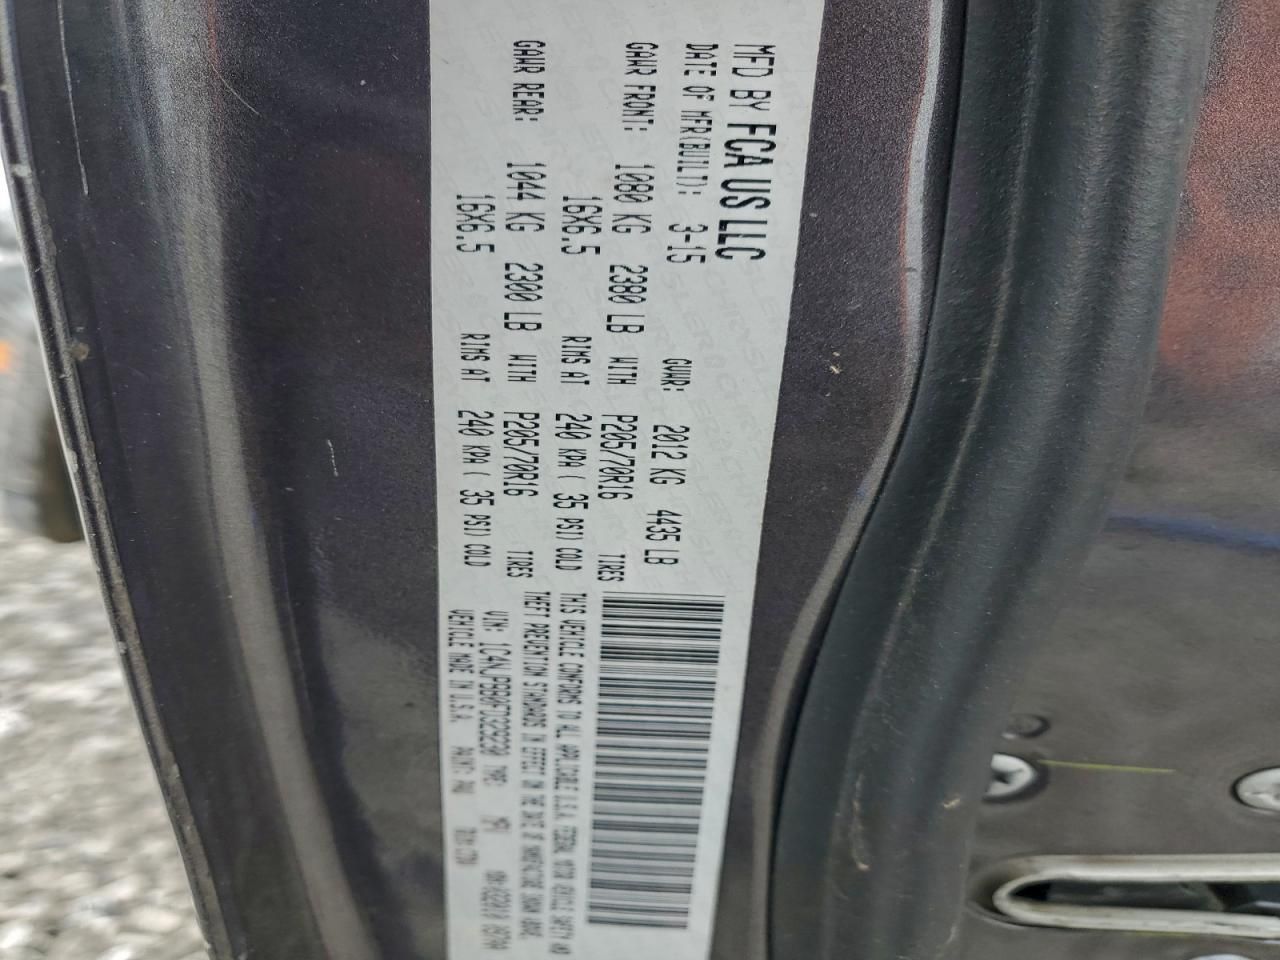 MFD BY FCA US LLC
DATE OF MFR(BUILT): 3-15 GVWR: 2012 KG 4435 LB
GAWR FRONT: 1080 KG 2380 LB WITH P205/70R16 TIRES
16X6.5 RIMS AT 240 KPA ( 35 PSI) COLD
GAWR REAR: 1044 KG 2300 LB WITH P205/70R16 TIRES
16X6.5 RIMS AT 240 KPA ( 35 PSI) COLD
THIS VEHICLE CONFORMS TO ALL APPLICABLE U.S.A. FEDERAL MOTOR VEHICLE SAFETY AND
THEFT PREVENTION STANDARDS IN EFFECT ON THE DATE OF MANUFACTURE SHOWN ABOVE.
VIN: TYPE:
VEHICLE MADE IN U.S.A. PAINT: